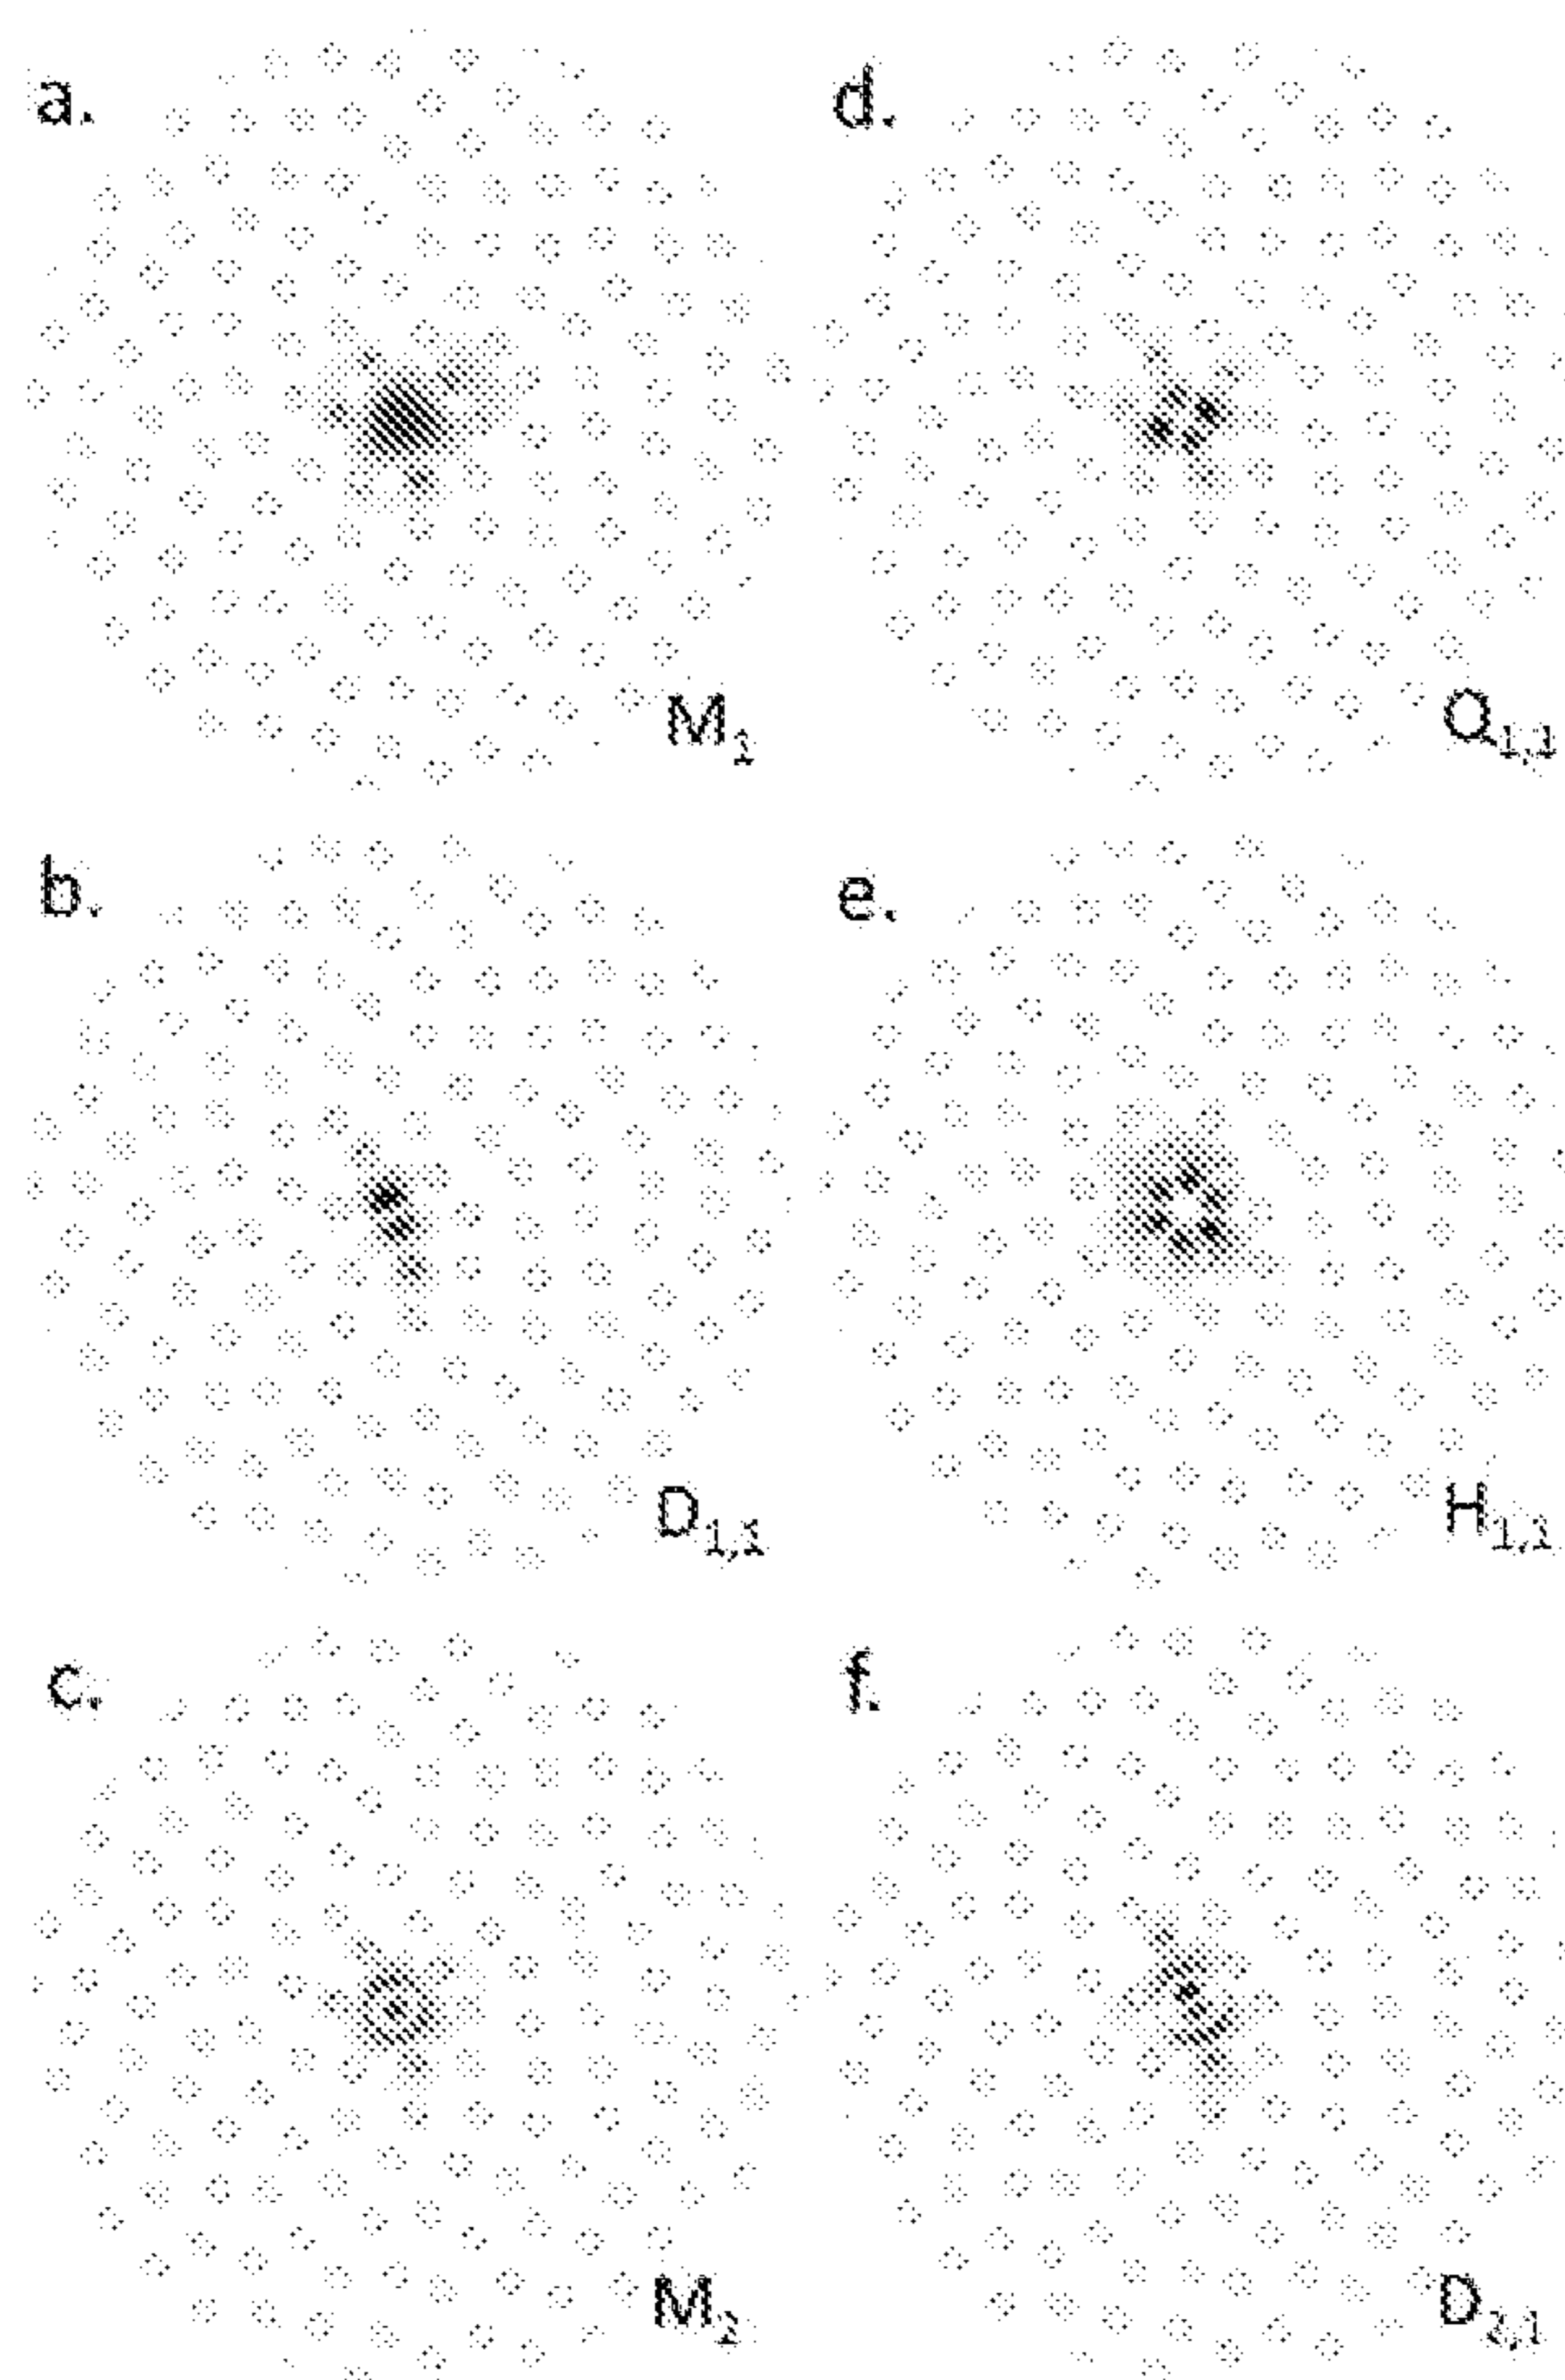 a.
d.
M₁
Q₁,₁
b.
e.
D₁,₁
H₁,₁
c.
f.
M₂
D₂,₁